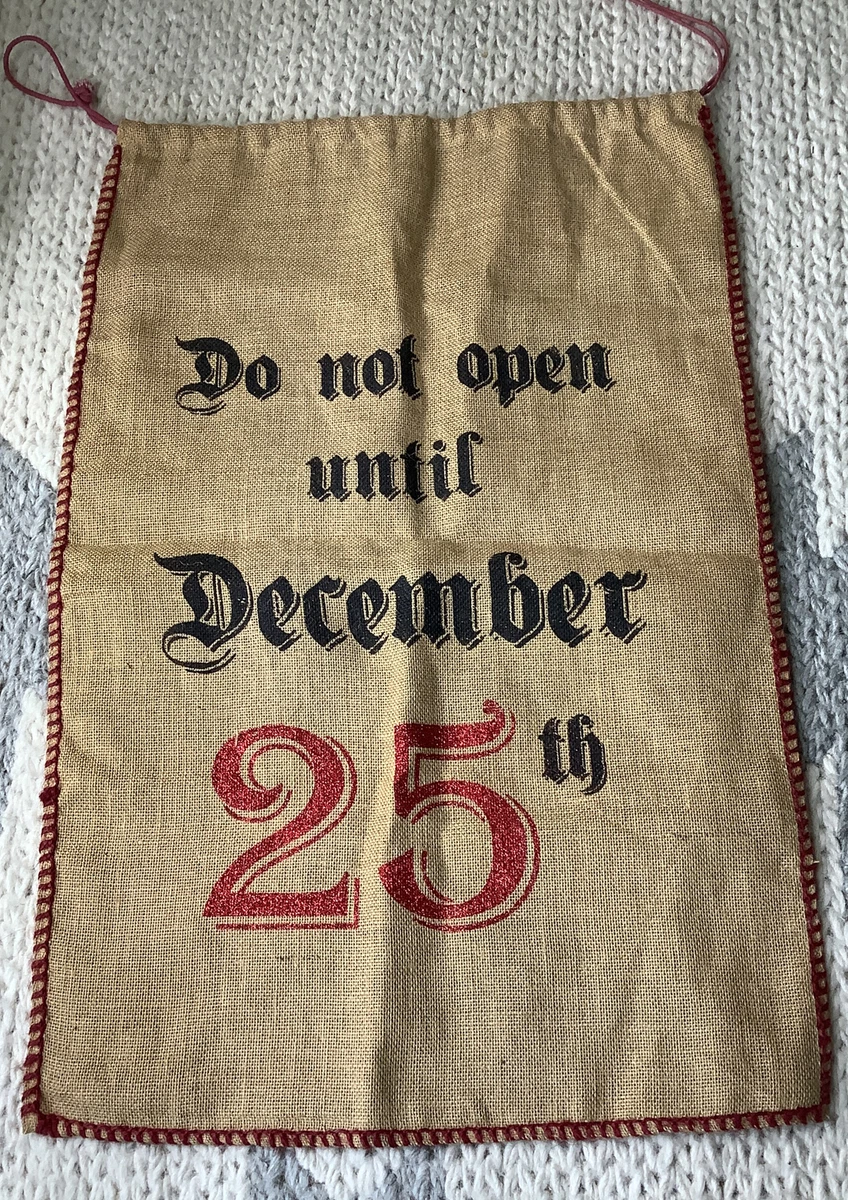 Do not open
until
December
25th